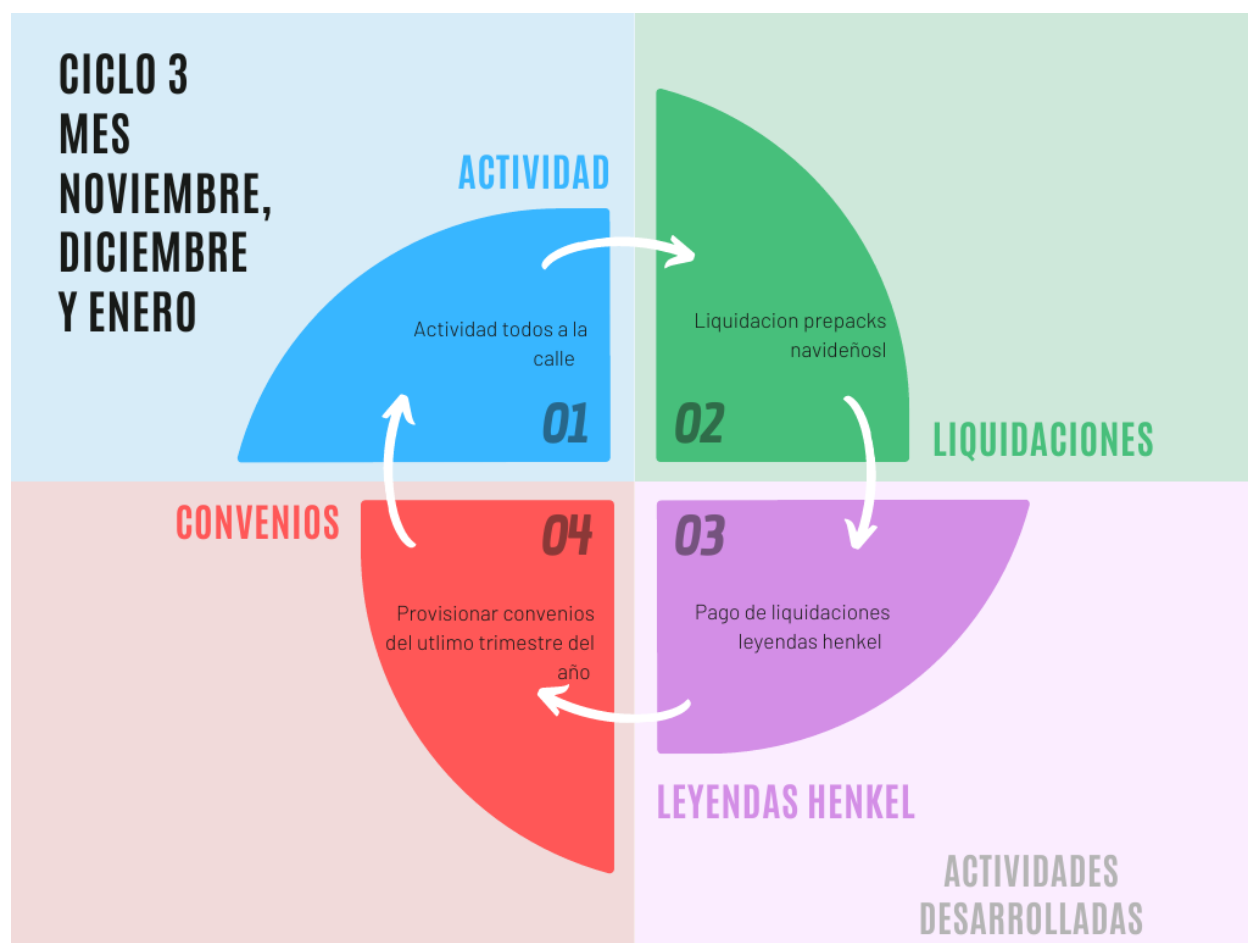 CICLO 3
MES
NOVIEMBRE,
DICIEMBRE
Y ENERO
ACTIVIDAD
Actividad todos a la
calle
01
Liquidacion prepacks
navideñosl
02
LIQUIDACIONES
03
Pago de liquidaciones
leyendas henkel
LEYENDAS HENKEL
CONVENIOS
04
Provisionar convenios
del utlimo trimestre del
año
ACTIVIDADES
DESARROLLADAS